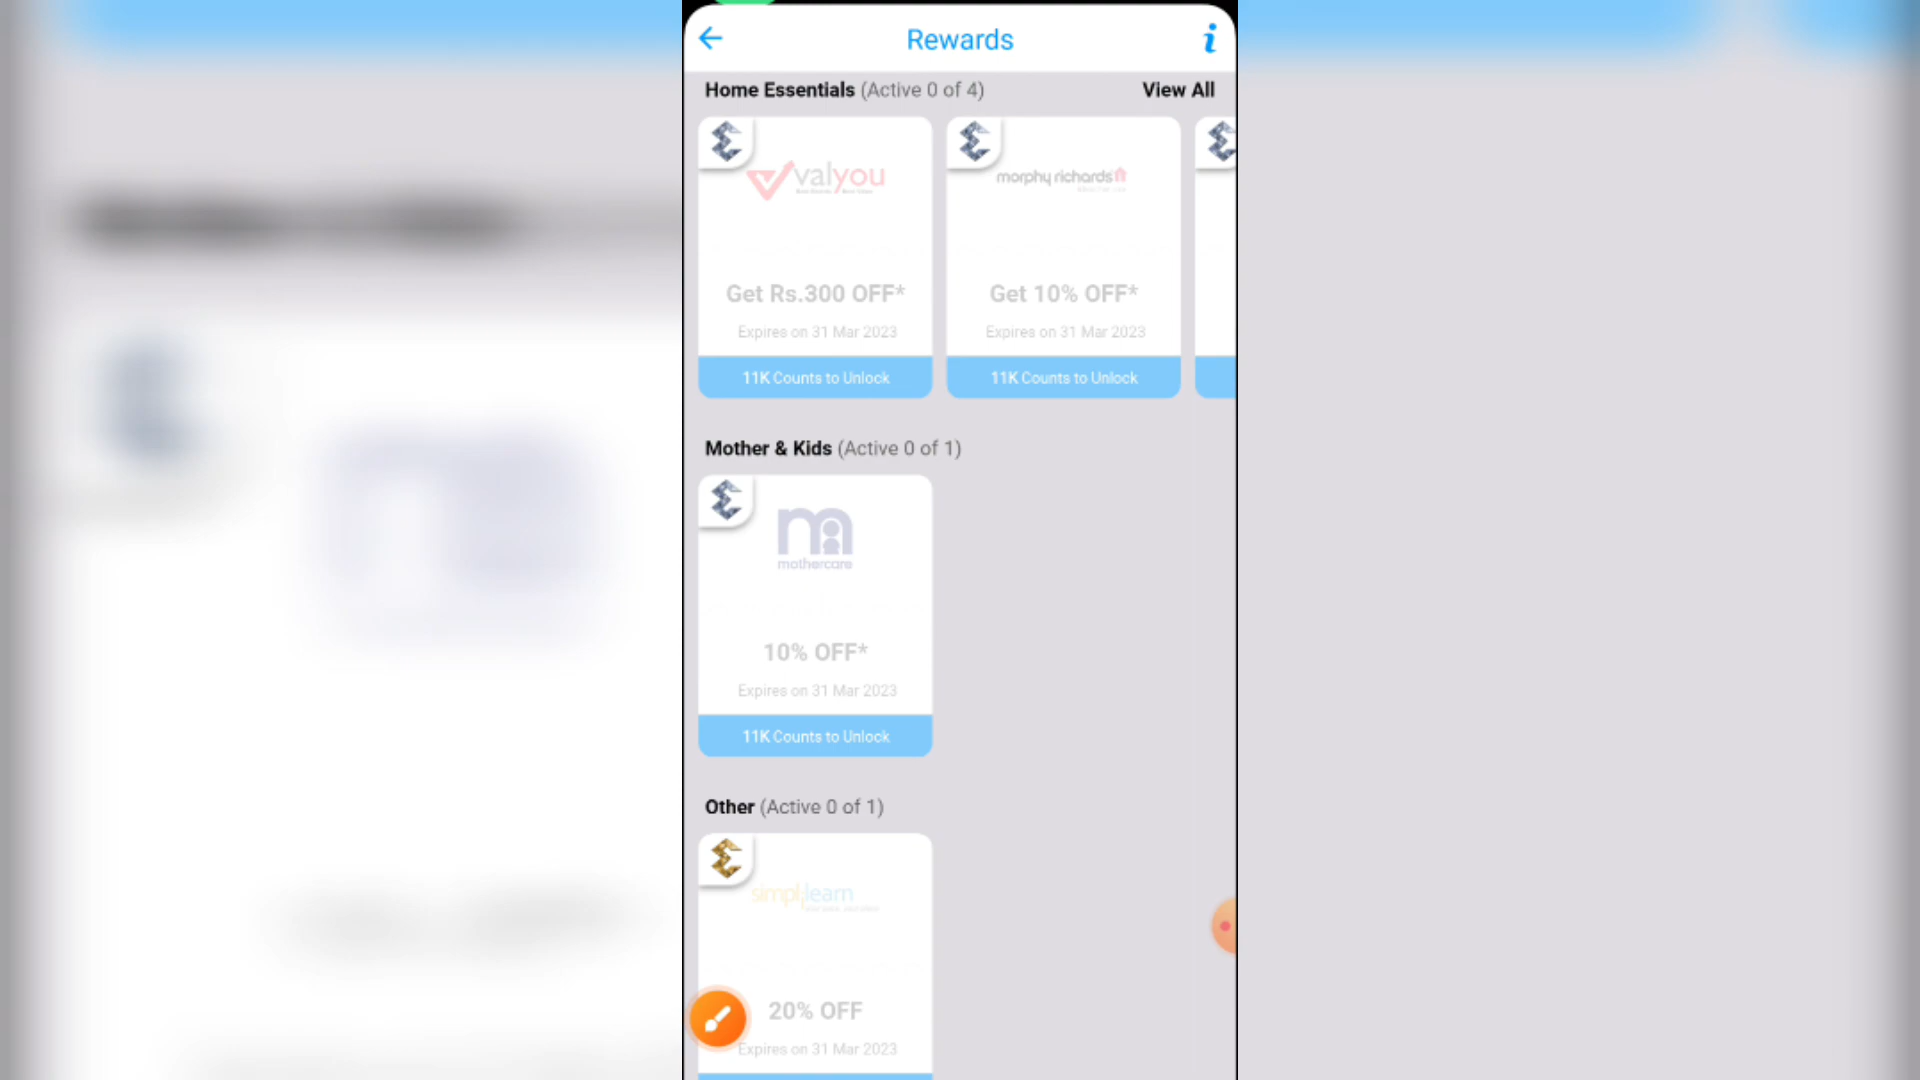 Rewards
Home Essentials (Active 0 of 4) View All
valyou
morphy richards
Get Rs.300 OFF*
Get 10% OFF*
Expires on 31 Mar 2023
Expires on 31 Mar 2023
11K Counts to Unlock
11K Counts to Unlock
Mother & Kids (Active 0 of 1)
mothercare
10% OFF*
Expires on 31 Mar 2023
11K Counts to Unlock
Other (Active 0 of 1)
simplilearn
20% OFF
Expires on 31 Mar 2023